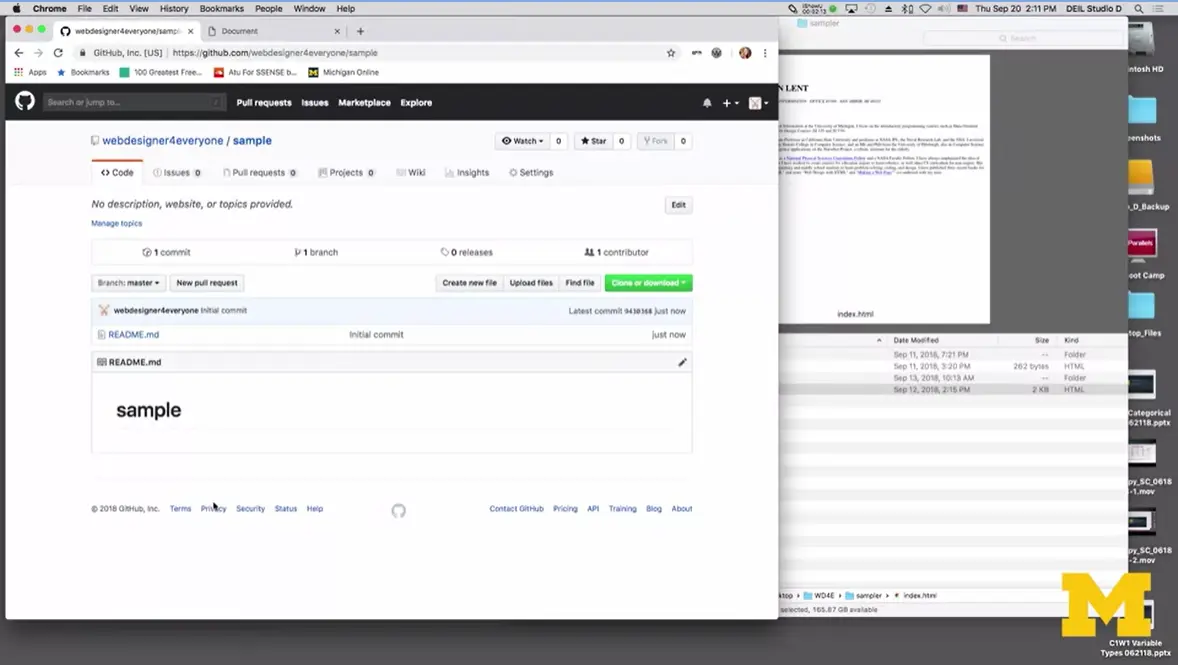 Chrome File Edit View History Bookmarks People Window Help
00:02:13
Thu Sep 20 2:11 PM DEIL Studio D
webdesigner4everyone/sampl
Document
GitHub, Inc. [US] https://github.com/webdesigner4everyone/sample
Apps Bookmarks 100 Greatest Free... Atu For SSENSE b... Michigan Online
Search or jump to... / Pull requests Issues Marketplace Explore
webdesigner4everyone / sample
Watch 0 Star 0 Fork 0
Code Issues 0 Pull requests 0 Projects 0 Wiki Insights Settings
No description, website, or topics provided.
Edit
Manage topics
1 commit 1 branch 0 releases 1 contributor
Branch: master New pull request Create new file Upload files Find file Clone or download
webdesigner4everyone Initial commit Latest commit 9430368 just now
README.md Initial commit just now
README.md
sample
© 2018 GitHub, Inc. Terms Privacy Security Status Help
Contact GitHub Pricing API Training Blog About
sampler
Search
N LENT
index.html
Date Modified Size Kind
Sep 11, 2018, 7:21 PM -- Folder
Sep 11, 2018, 3:20 PM 262 bytes HTML
Sep 13, 2018, 10:13 AM -- Folder
Sep 12, 2018, 2:15 PM 2 KB HTML
ktop WD4E sampler index.html
selected, 165.87 GB available
intosh HD
eenshots
o_D_Backup
Parallels
oot Camp
top_Files
Categorical
62118.pptx
py_SC_0618
-1.mov
py_SC_0618
-2.mov
M
C1W1 Variable
Types 062118.pptx